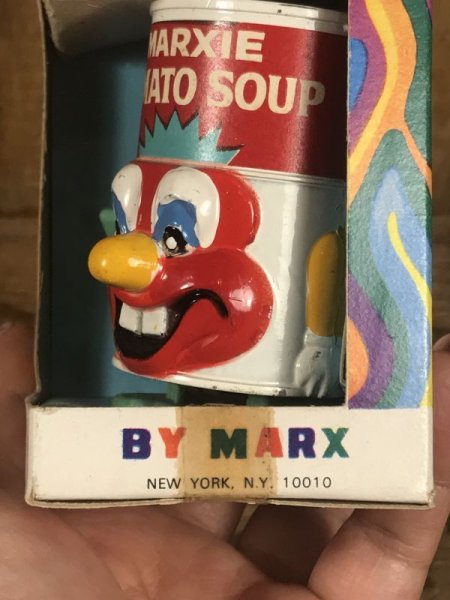 MARXIE
ATO SOUP
BY MARX
NEW YORK, N.Y. 10010